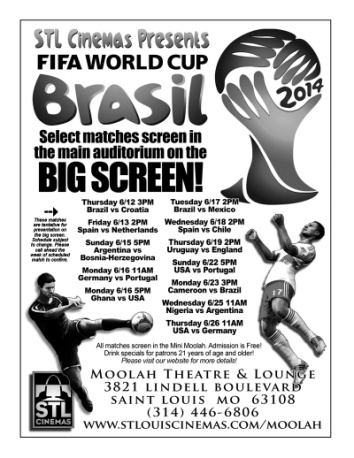 STL Cinemas Presents
FIFA WORLD CUP
Brasil
2014
Select matches screen in
the main auditorium on the
BIG SCREEN!
These matches
are tentative for
presentation on
the big screen.
Schedule subject
to change. Please
call ahead the
week of scheduled
match to confirm.
Thursday 6/12 3PM
Brazil vs Croatia
Friday 6/13 2PM
Spain vs Netherlands
Sunday 6/15 5PM
Argentina vs
Bosnia-Herzegovina
Monday 6/16 11AM
Germany vs Portugal
Monday 6/16 5PM
Ghana vs USA
Tuesday 6/17 2PM
Brazil vs Mexico
Wednesday 6/18 2PM
Spain vs Chile
Thursday 6/19 2PM
Uruguay vs England
Sunday 6/22 5PM
USA vs Portugal
Monday 6/23 3PM
Cameroon vs Brazil
Wednesday 6/25 11AM
Nigeria vs Argentina
Thursday 6/26 11AM
USA vs Germany
17
All matches screen in the Mini Moolah. Admission is Free!
Drink specials for patrons 21 years of age and older!
Please visit our website for more details!
STL
CINEMAS
Moolah Theatre & Lounge
3821 Lindell Boulevard
Saint Louis MO 63108
(314) 446-6806
www.stlouiscinemas.com/moolah